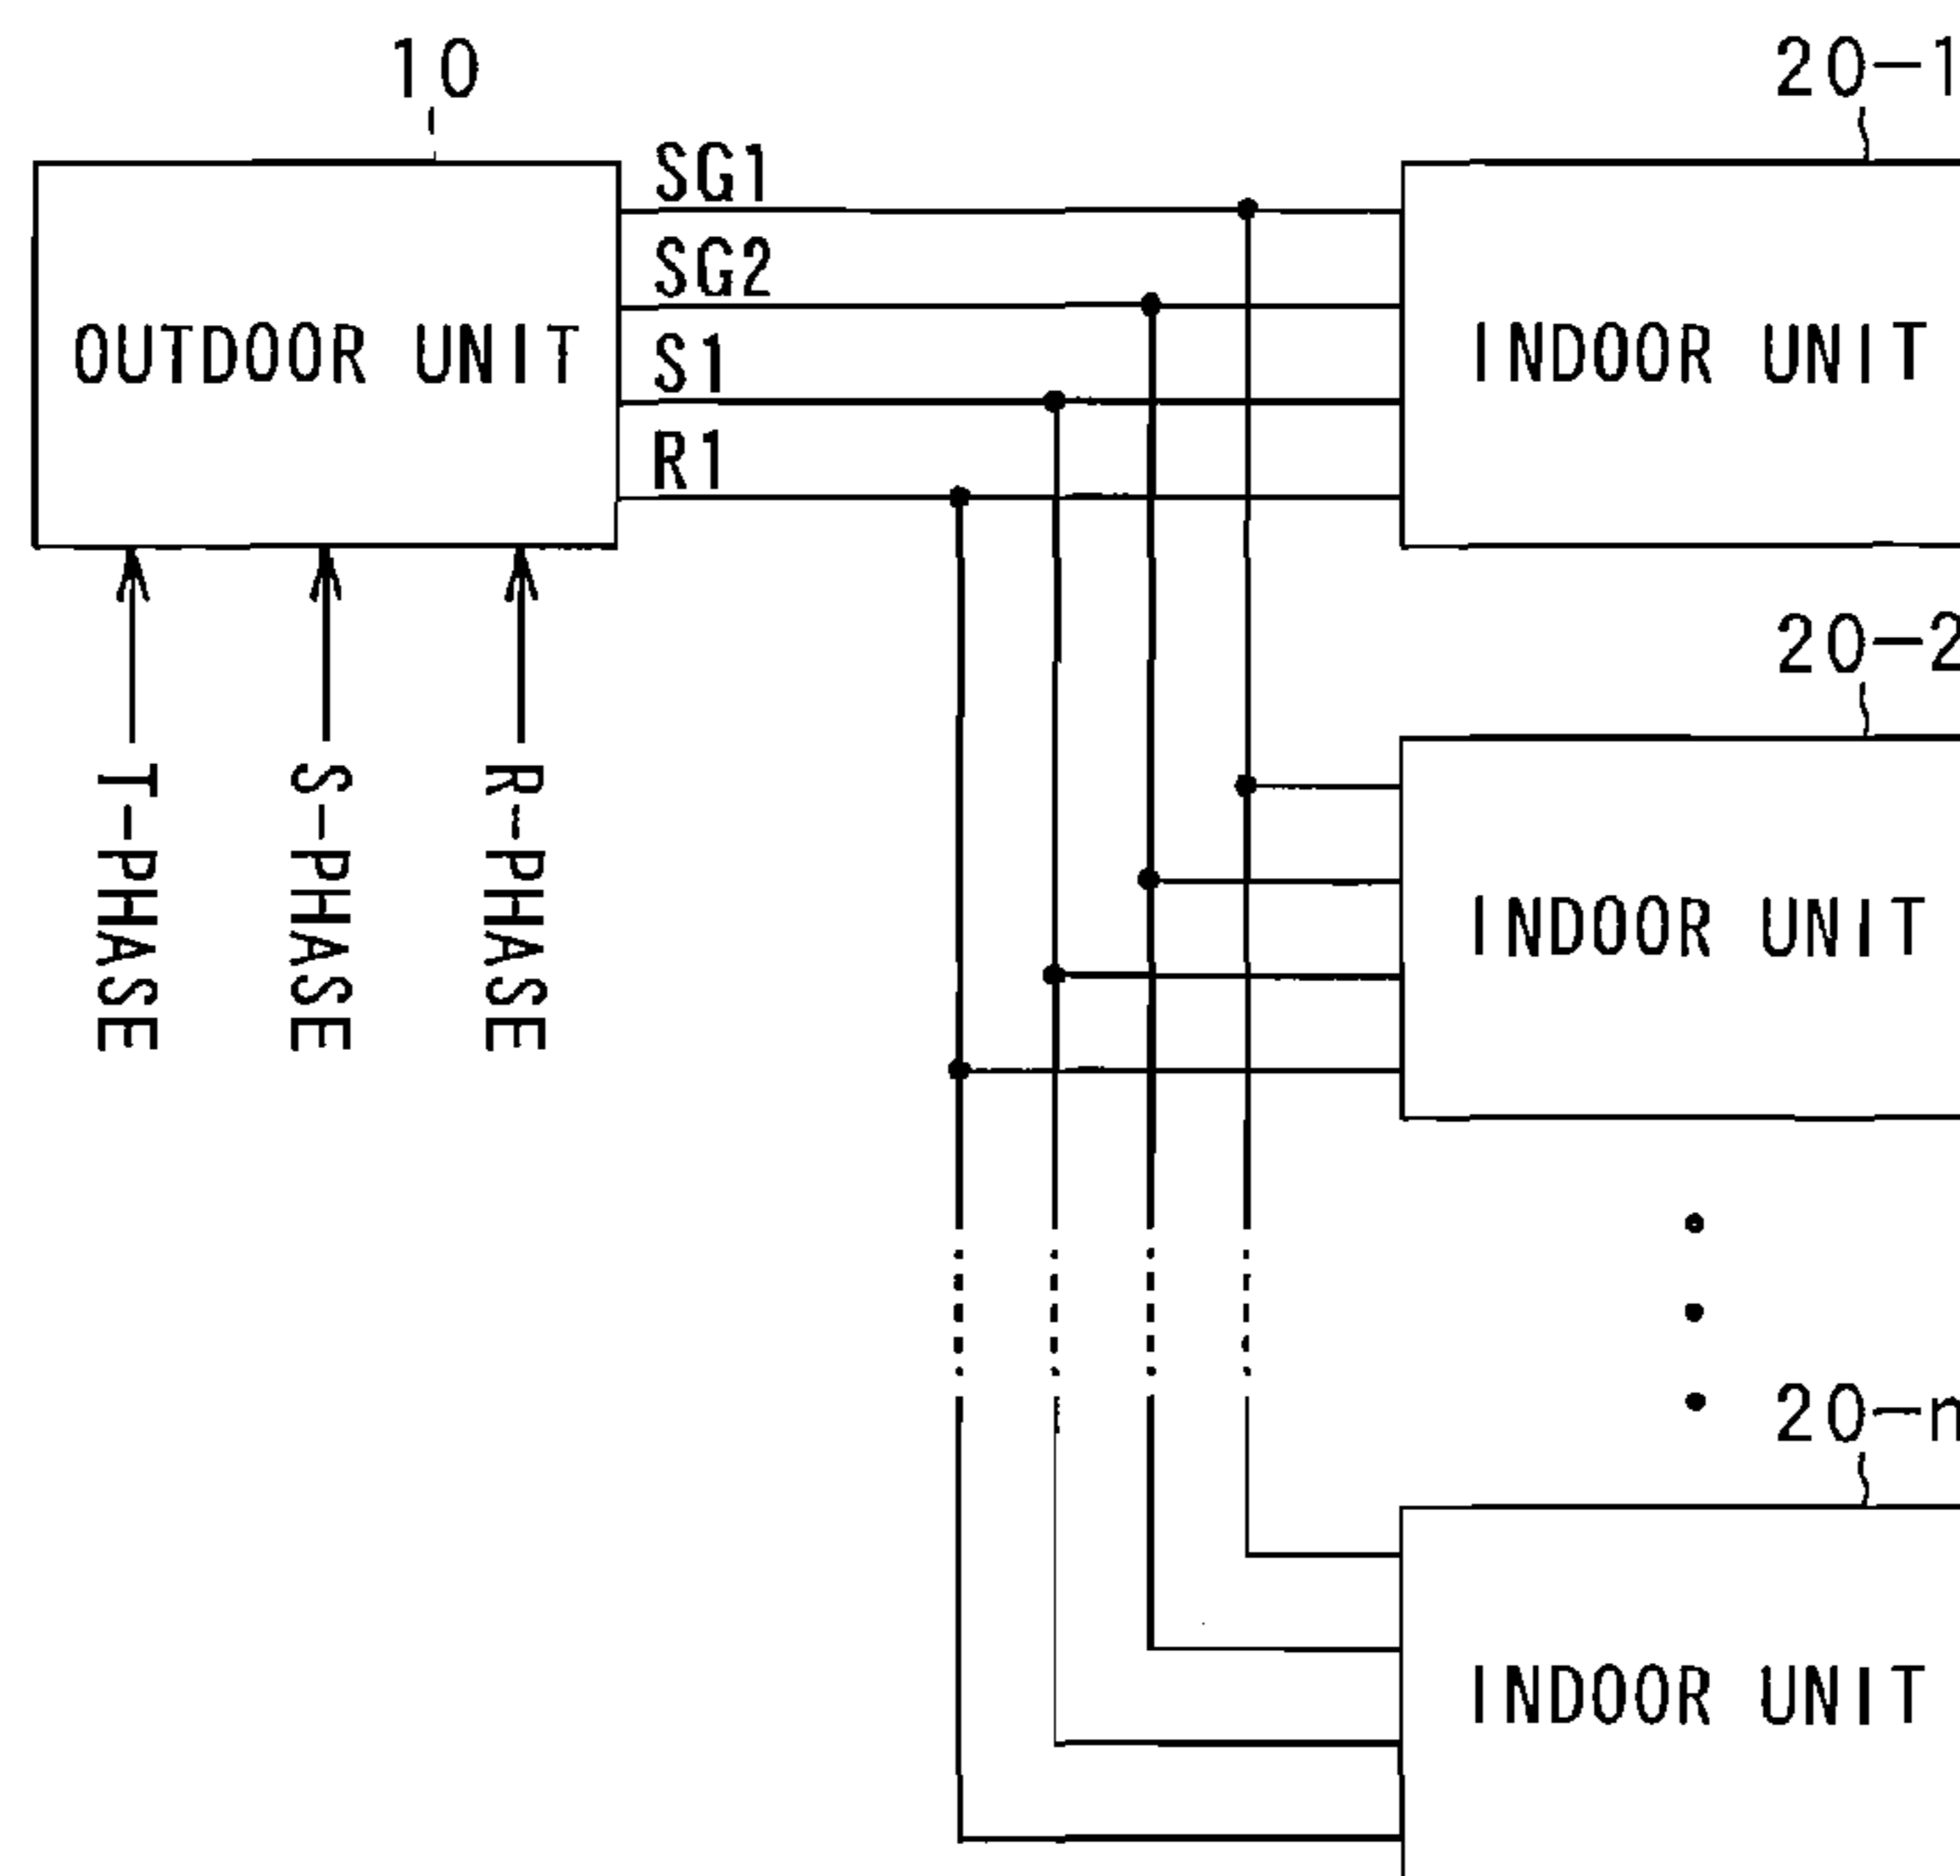 10
20-1
SG1
SG2
S1
R1
OUTDOOR UNIT
INDOOR UNIT
T-PHASE
S-PHASE
R-PHASE
20-2
INDOOR UNIT
20-n
INDOOR UNIT